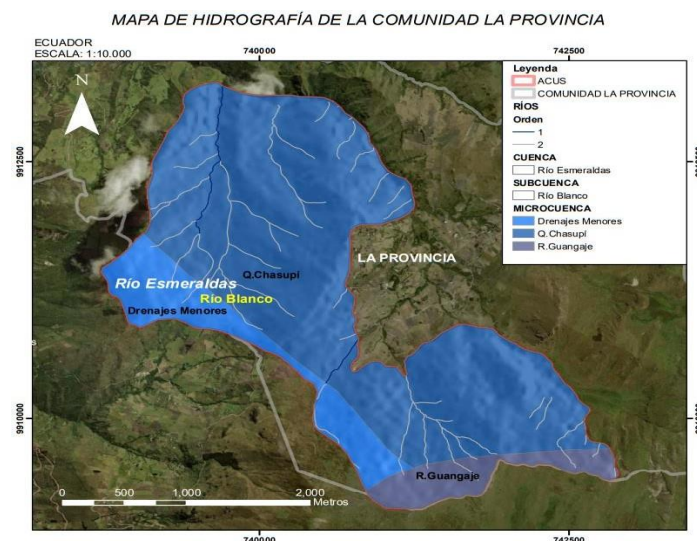 MAPA DE HIDROGRAFÍA DE LA COMUNIDAD LA PROVINCIA
ECUADOR
ESCALA: 1:10.000
740000
742500
N
Leyenda
ACUS
COMUNIDAD LA PROVINCIA
RÍOS
Orden
1
2
CUENCA
Río Esmeraldas
SUBCUENCA
Río Blanco
MICROCUENCA
Drenajes Menores
Q.Chasupí
R.Guangaje
9912500
LA PROVINCIA
Q.Chasupí
Río Esmeraldas
Río Blanco
Drenajes Menores
9910000
R.Guangaje
0 500 1,000 2,000
Metros
740000
742500